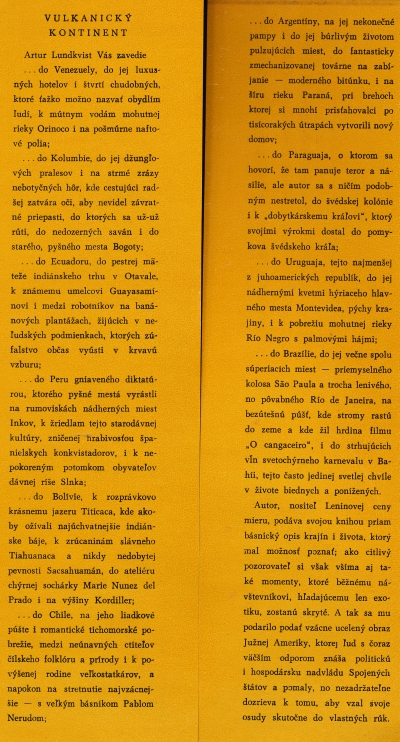 VULKANICKÝ
KONTINENT
Artur Lundkvist Vás zavedie
...do Venezuely, do jej luxus-
ných hotelov i štvrtí chudobných,
ktoré ťažko možno nazvať obydlím
ľudí, k mútnym vodám mohutnej
rieky Orinoco i na pošmúrne nafto-
vé polia;
...do Kolumbie, do jej džungľo-
vých pralesov i na strmé zrázy
nebotyčných hôr, kde cestujúci rad-
šej zatvára oči, aby nevidel závrat-
né priepasti, do ktorých sa už-už
rúti, do nedozerných saván i do
starého, pyšného mesta Bogoty;
...do Ecuadoru, do pestrej má-
teže indiánskeho trhu v Otavale,
k známemu umelcovi Guayasamí-
novi i medzi robotníkov na baná-
nových plantážach, žijúcich v ne-
ľudských podmienkach, ktorých zú-
falstvo občas vyústi v krvavú
vzburu;
...do Peru gniaveného diktatú-
rou, ktorého pyšné mestá vyrástli
na rumoviskách nádherných miest
Inkov, k žriedlam tejto starodávnej
kultúry, zničenej hrabivosťou špa-
nielskych konkvistadorov, i k ne-
pokoreným potomkom obyvateľov
dávnej ríše Slnka;
...do Bolívie, k rozprávkovo
krásnemu jazeru Titicaca, kde ako-
by ožívali najúchvatnejšie indián-
ske báje, k zrúcaninám slávneho
Tiahuanaca a nikdy nedobytej
pevnosti Sacsahuamán, do ateliéru
chýrnej sochárky Marie Nunez del
Prado i na výšiny Kordiller;
...do Chile, na jeho liadkové
púšte i romantické tichomorské po-
brežie, medzi neúnavných ctiteľov
čílskeho folklóru a prírody i k po-
výšenej rodine veľkostatkárov, a
napokon na stretnutie najvzácnej-
šie — s veľkým básnikom Pablom
Nerudom;
...do Argentíny, na jej nekonečné
pampy i do jej búrlivým životom
pulzujúcich miest, do fantasticky
zmechanizovanej továrne na zabí-
janie — moderného bitúnku, i na
šíru rieku Paraná, pri brehoch
ktorej si mnohí prisťahovalci po
tisícorakých útrapách vytvorili nový
domov;
...do Paraguaja, o ktorom sa
hovorí, že tam panuje teror a ná-
silie, ale autor sa s ničím podob-
ným nestretol, do švédskej kolónie
i k „dobytkárskemu kráľovi“, ktorý
svojimi výrokmi dostal do pomy-
kova švédskeho kráľa;
...do Uruguaja, tejto najmenšej
z juhoamerických republík, do jej
nádhernými kvetmi hýriaceho hlav-
ného mesta Montevidea, pýchy kra-
jiny, i k pobrežiu mohutnej rieky
Río Negro s palmovými hájmi;
...do Brazílie, do jej večne spolu
súperiacich miest — priemyselného
kolosa São Paula a trocha lenivého,
no pôvabného Rio de Janeira, na
bezútešnú púšť, kde stromy rastú
do zeme a kde žil hrdina filmu
„O cangaceiro“, i do strhujúcich
vĺn svetochýrneho karnevalu v Ba-
hii, tejto často jedinej svetlej chvíle
v živote biednych a ponížených.
Autor, nositeľ Leninovej ceny
mieru, podáva svojou knihou priam
básnický opis krajín i života, ktorý
mal možnosť poznať; ako citlivý
pozorovateľ si však všíma aj ta-
ké momenty, ktoré bežnému ná-
vštevníkovi, hľadajúcemu len exo-
tiku, zostanú skryté. A tak sa mu
podarilo podať vzácne ucelený obraz
Južnej Ameriky, ktorej ľud s čoraz
väčším odporom znáša politickú
i hospodársku nadvládu Spojených
štátov a pomaly, no nezadržateľne
dozrieva k tomu, aby vzal svoje
osudy skutočne do vlastných rúk.